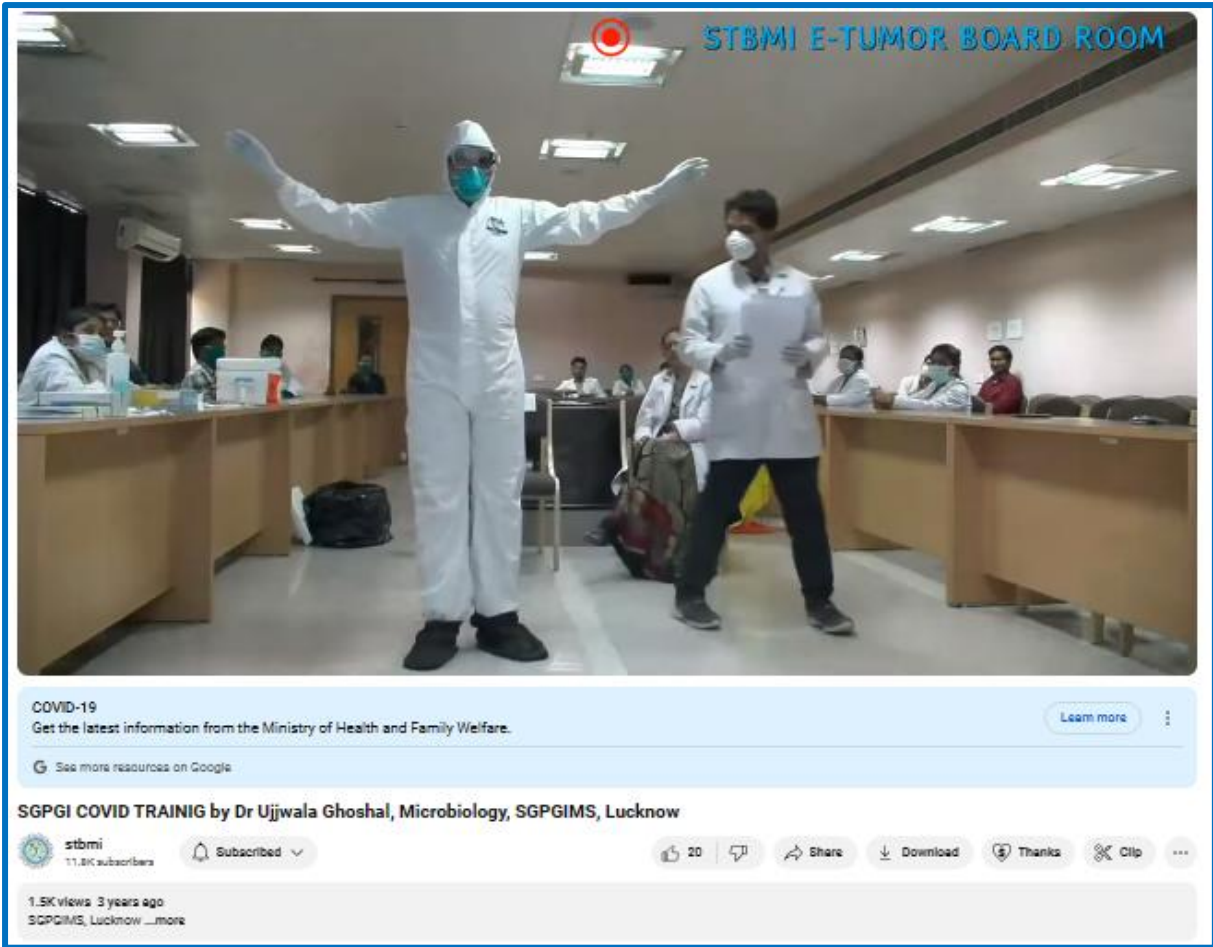 STBMI E-TUMOR BOARD ROOM
COVID-19
Get the latest information from the Ministry of Health and Family Welfare.
Learn more
See more resources on Google
SGPGI COVID TRAINIG by Dr Ujjwala Ghoshal, Microbiology, SGPGIMS, Lucknow
stbmi
11.8K subscribers
Subscribed
20
Share
Download
Thanks
Clip
1.5K views 3 years ago
SGPGIMS, Lucknow ...more